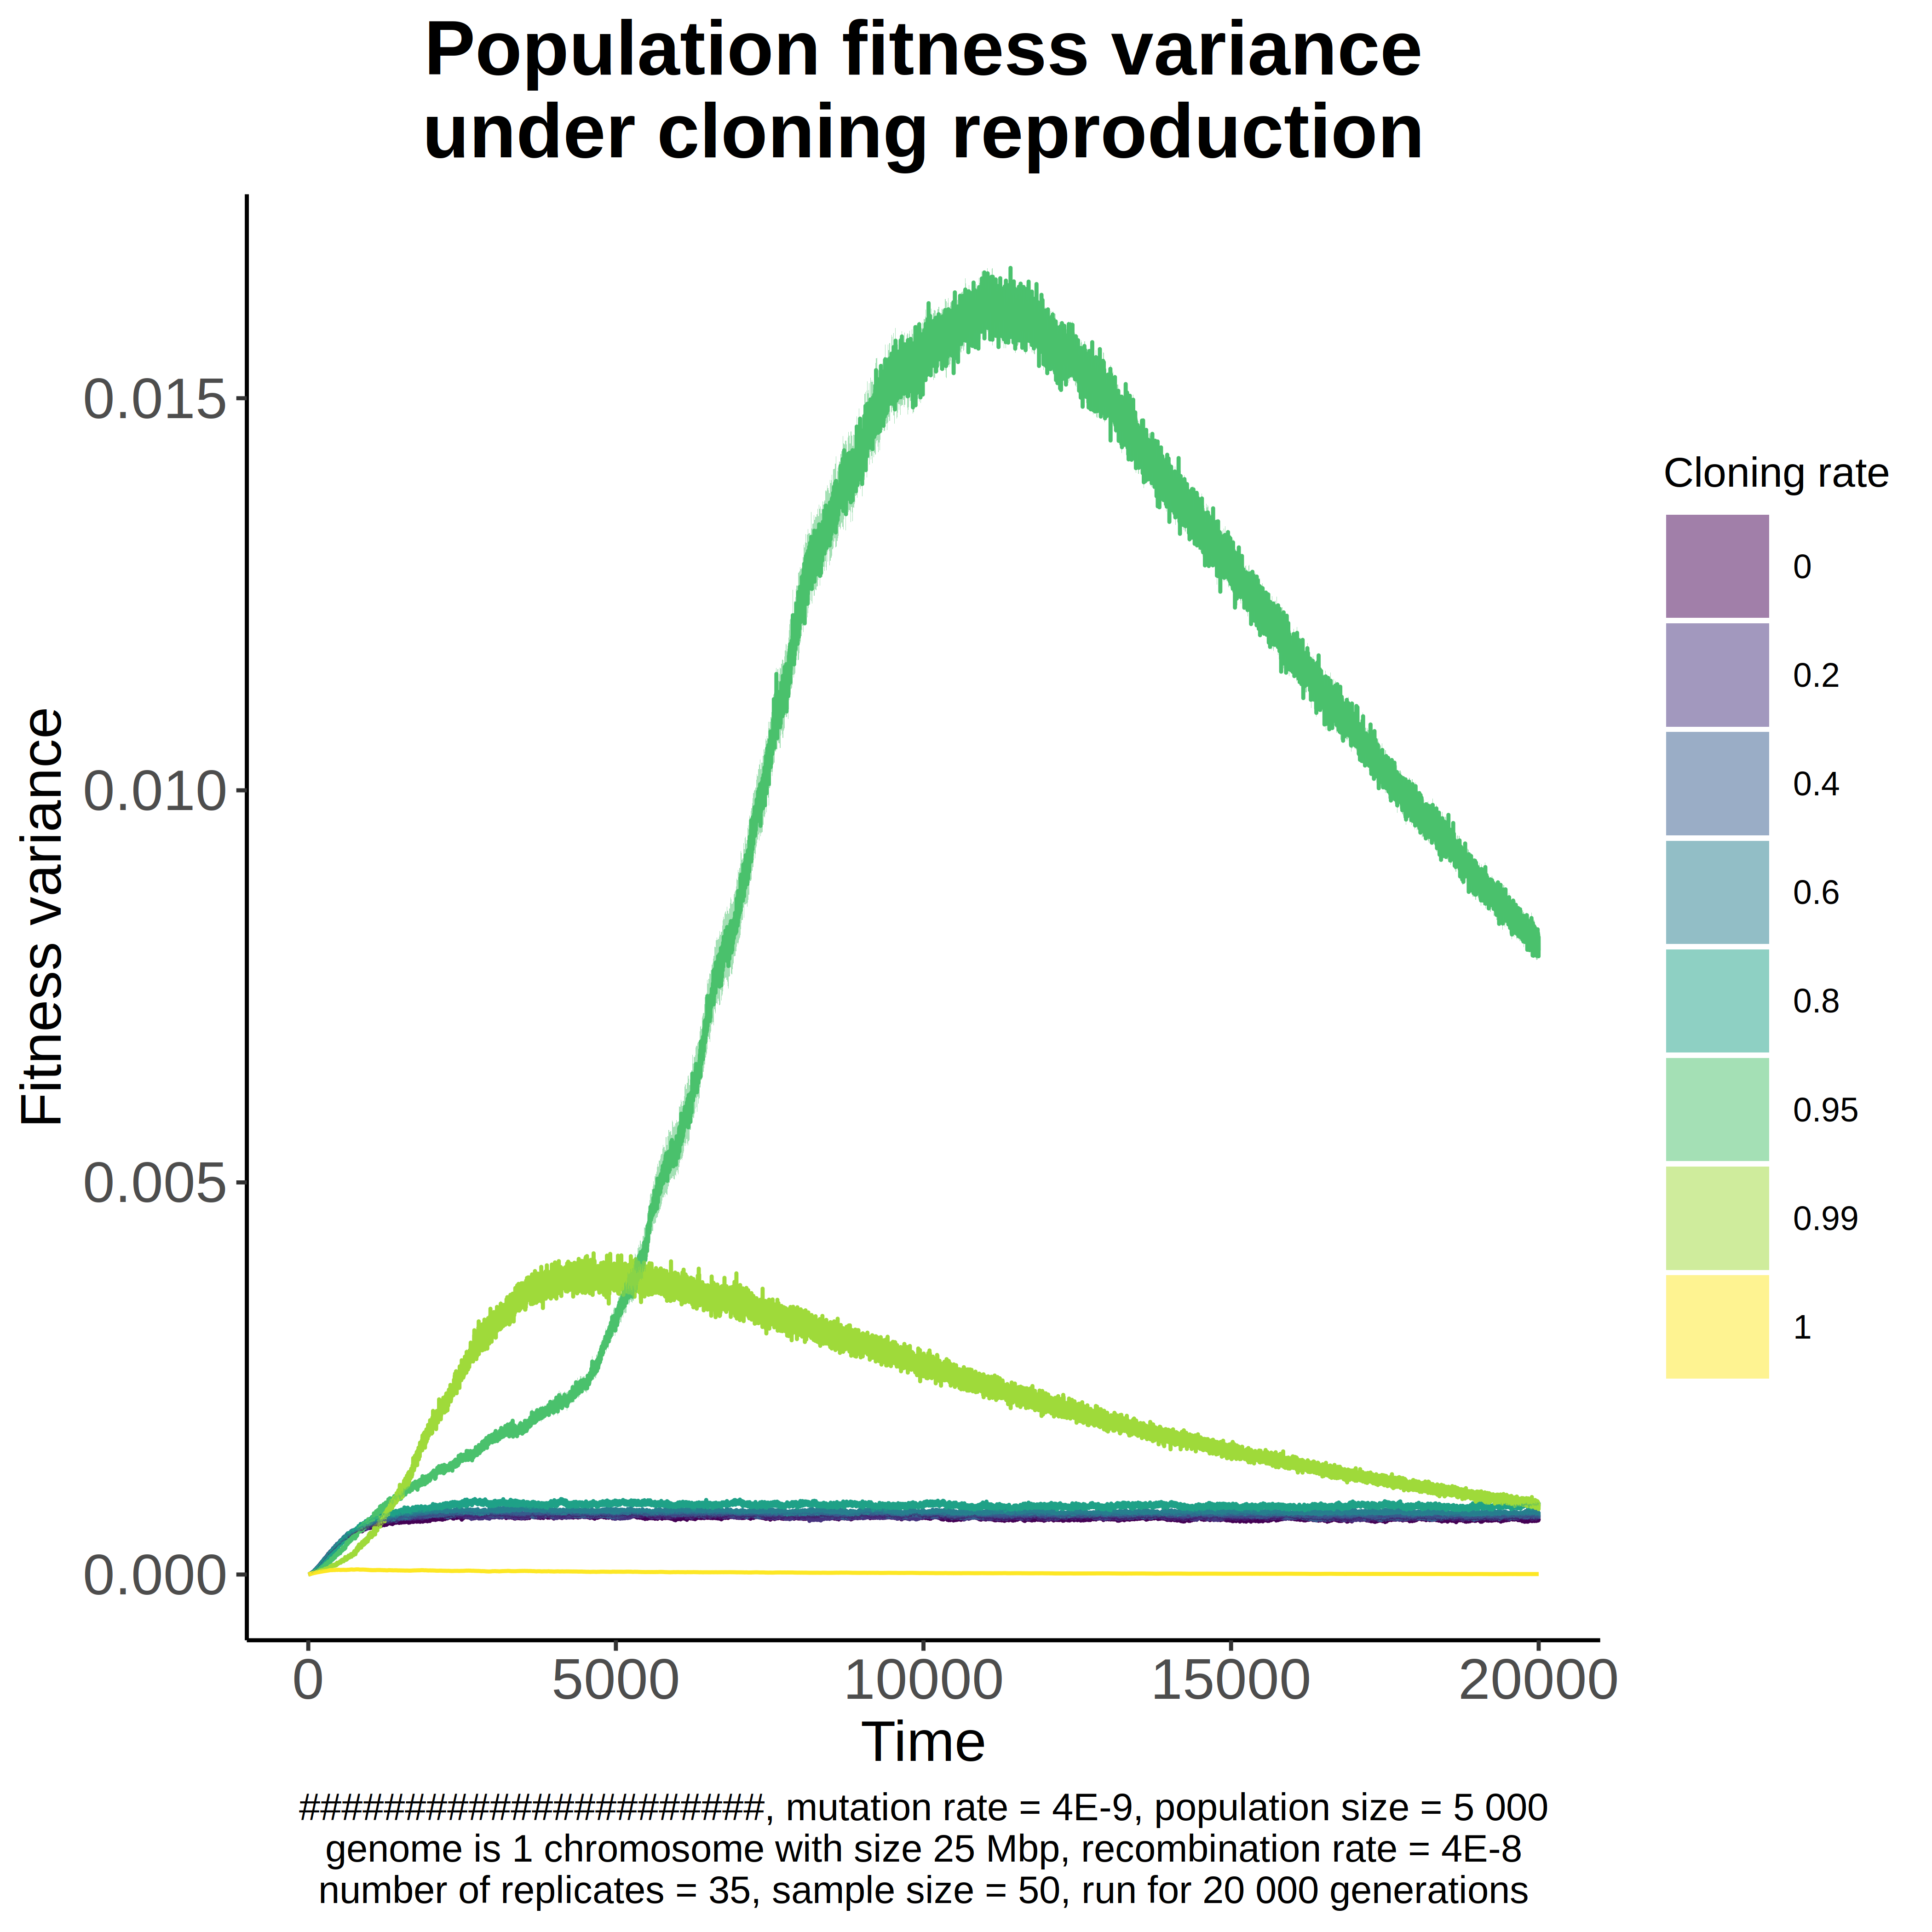 Population fitness variance
under cloning reproduction
Fitness variance
0.015
0.010
0.005
0.000
0
5000
10000
15000
20000
Time
Cloning rate
0
0.2
0.4
0.6
0.8
0.95
0.99
1
######################, mutation rate = 4E-9, population size = 5 000
genome is 1 chromosome with size 25 Mbp, recombination rate = 4E-8
number of replicates = 35, sample size = 50, run for 20 000 generations